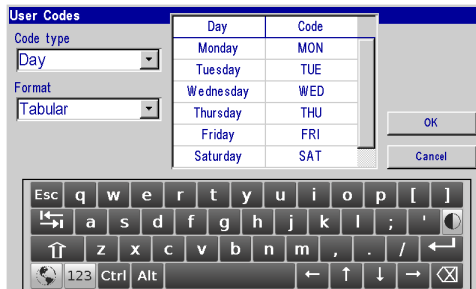 User Codes
Code type
Day
Format
Tabular
Day Code
Monday MON
Tuesday TUE
Wednesday WED
Thursday THU
Friday FRI
Saturday SAT
OK
Cancel
Esc q w e r t y u i o p [ ]
a s d f g h j k l ; '
z x c v b n m , . /
123 Ctrl Alt ← ↑ ↓ →